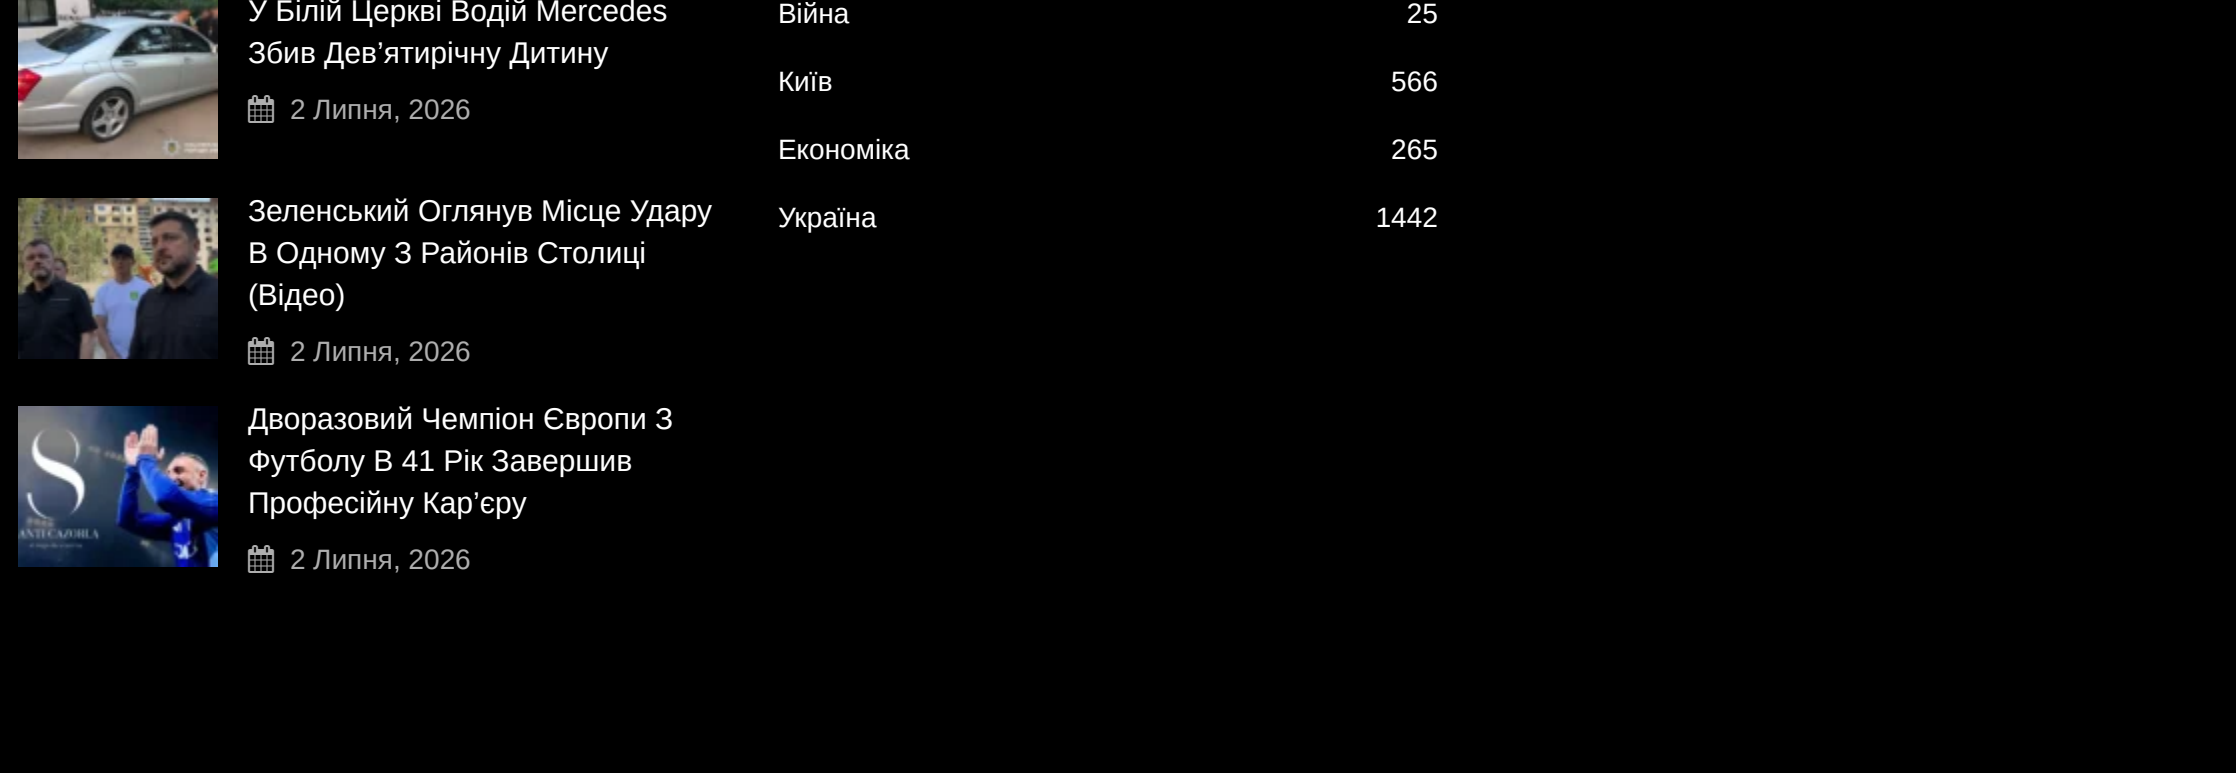 У Білій Церкві Водій Mercedes
Збив Дев’ятирічну Дитину
2 Липня, 2026
Зеленський Оглянув Місце Удару
В Одному З Районів Столиці
(Відео)
2 Липня, 2026
S
ANTI CAZORLA
Дворазовий Чемпіон Європи З
Футболу В 41 Рік Завершив
Професійну Кар’єру
2 Липня, 2026
Війна 25
Київ 566
Економіка 265
Україна 1442